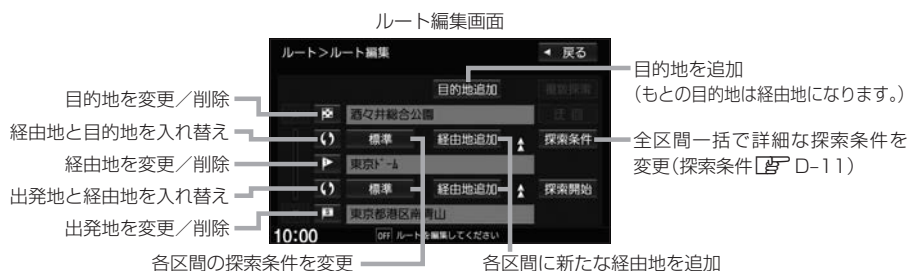 ルート編集画面
ルート>ルート編集
◀ 戻る
目的地追加
複数探索
迂回
酒々井総合公園
標準
経由地追加
探索条件
東京ドーム
標準
経由地追加
探索開始
東京都港区南青山
10:00
OFF ルートを編集してください
目的地を変更／削除
経由地と目的地を入れ替え
経由地を変更／削除
出発地と経由地を入れ替え
出発地を変更／削除
目的地を追加
（もとの目的地は経由地になります。）
全区間一括で詳細な探索条件を
変更（探索条件 D-11）
各区間の探索条件を変更
各区間に新たな経由地を追加